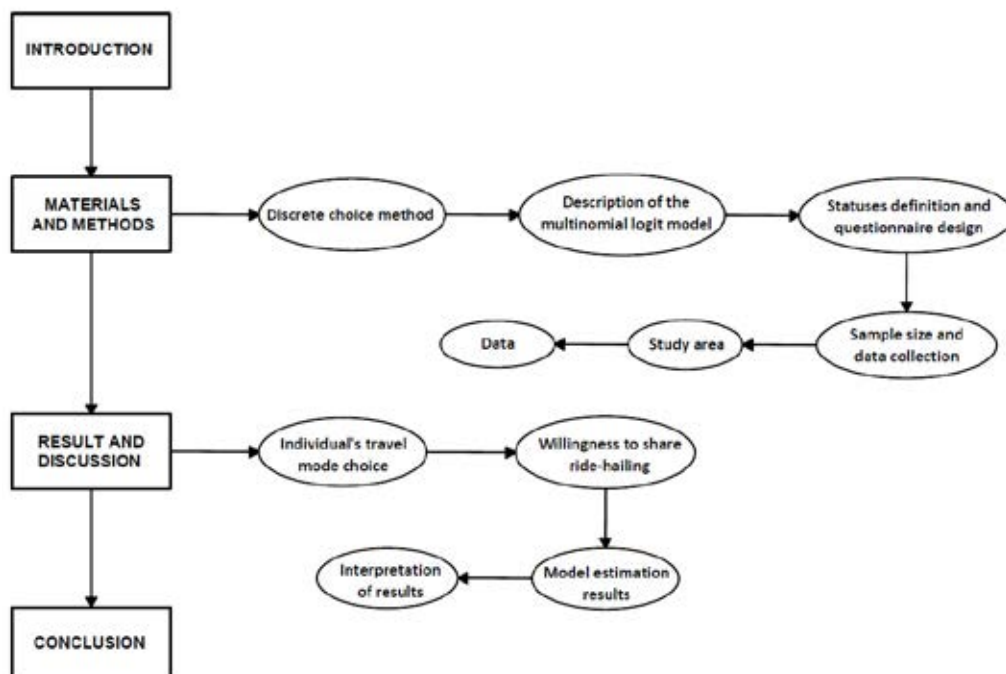 INTRODUCTION
MATERIALS
AND METHODS
Discrete choice method
Description of the
multinomial logit model
Statuses definition and
questionnaire design
Sample size and
data collection
Study area
Data
RESULT AND
DISCUSSION
Individual's travel
mode choice
Willingness to share
ride-hailing
Model estimation
results
Interpretation
of results
CONCLUSION